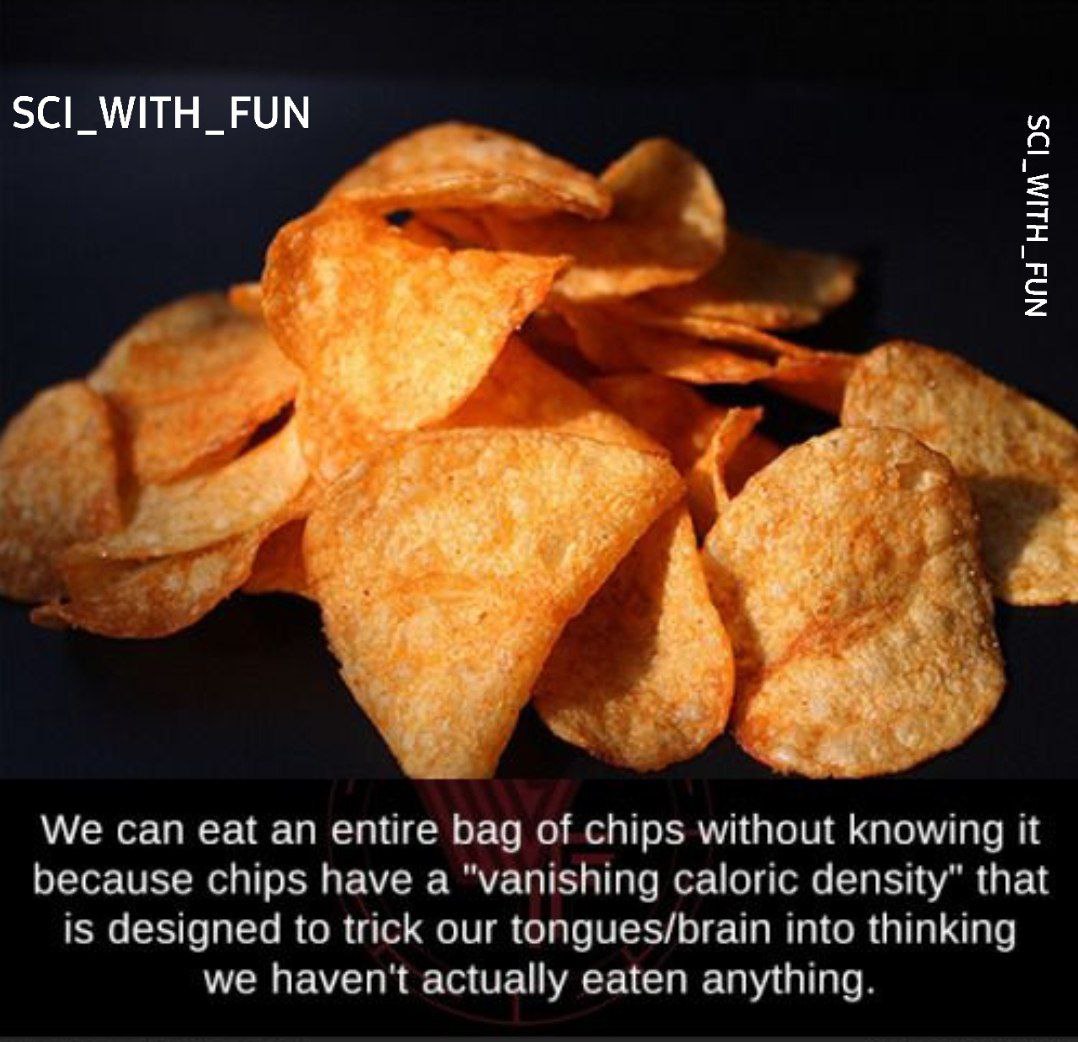 SCI_WITH_FUN
SCI_WITH_FUN
We can eat an entire bag of chips without knowing it
because chips have a "vanishing caloric density" that
is designed to trick our tongues/brain into thinking
we haven't actually eaten anything.